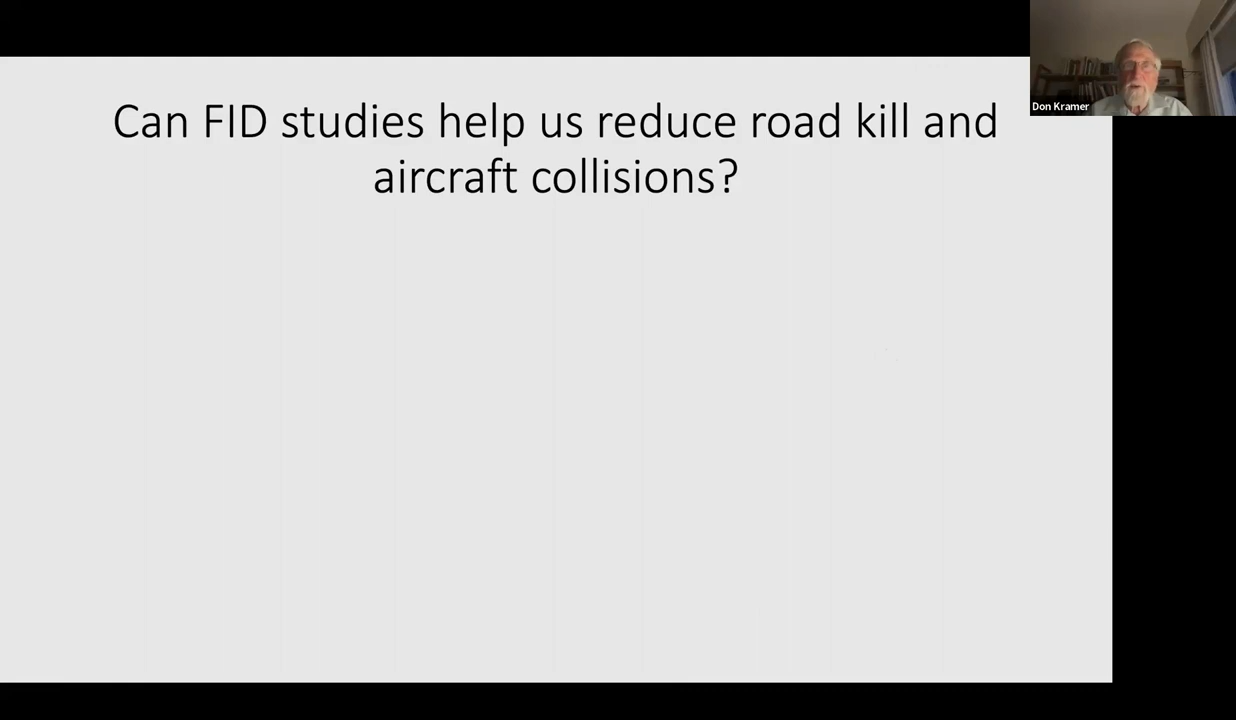 Can FID studies help us reduce road kill and
aircraft collisions?
Don Kramer